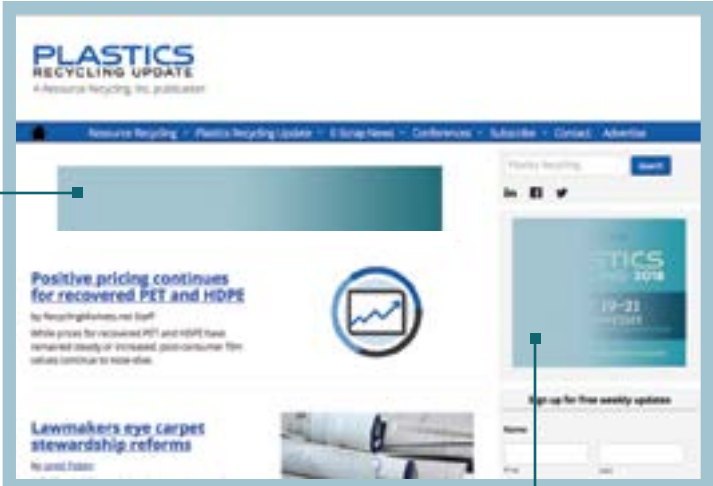 PLASTICS
RECYCLING UPDATE
A Resource Recycling, Inc. publication
Resource Recycling Plastics Recycling Update E-Scrap News Conferences Subscribe Contact Advertise
Plastics Recycling Search
in
Positive pricing continues
for recovered PET and HDPE
by RecyclingMarkets.net Staff
While prices for recovered PET and HDPE have
remained steady or increased, post-consumer film
values continue to nose-dive.
TICS
2018
19-21
Sign up for free weekly updates
Name
First Last
Lawmakers eye carpet
stewardship reforms
by Jared Paben